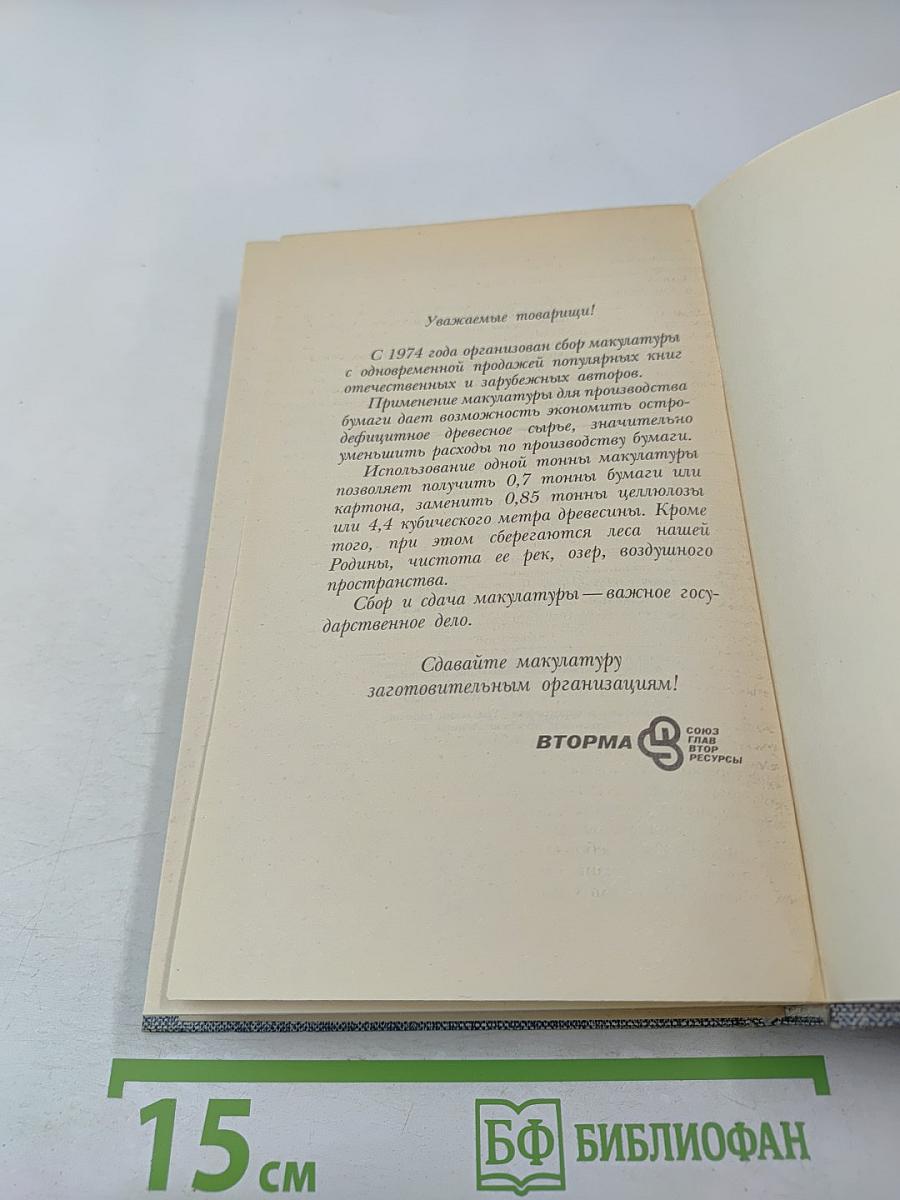 Уважаемые товарищи!
С 1974 года организован сбор макулатуры
с одновременной продажей популярных книг
отечественных и зарубежных авторов.
Применение макулатуры для производства
бумаги дает возможность экономить остро-
дефицитное древесное сырье, значительно
уменьшить расходы по производству бумаги.
Использование одной тонны макулатуры
позволяет получить 0,7 тонны бумаги или
картона, заменить 0,85 тонны целлюлозы
или 4,4 кубического метра древесины. Кроме
того, при этом сберегаются леса нашей
Родины, чистота ее рек, озер, воздушного
пространства.
Сбор и сдача макулатуры — важное госу-
дарственное дело.
Сдавайте макулатуру
заготовительным организациям!
ВТОРМА
СОЮЗ
ГЛАВ
ВТОР
РЕСУРСЫ
15 см
БФ БИБЛИОФАН